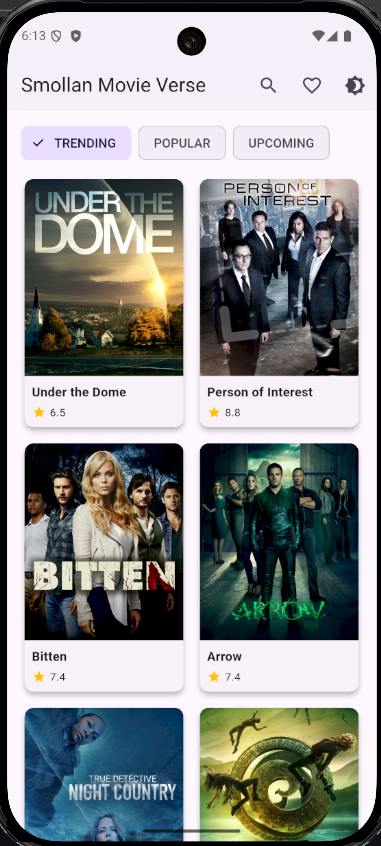 6:13
Smollan Movie Verse
TRENDING
POPULAR
UPCOMING
UNDER THE
DOME
PERSON OF
INTEREST
Under the Dome
6.5
Person of Interest
8.8
BITTEN
ARROW
Bitten
7.4
Arrow
7.4
TRUE DETECTIVE
NIGHT COUNTRY